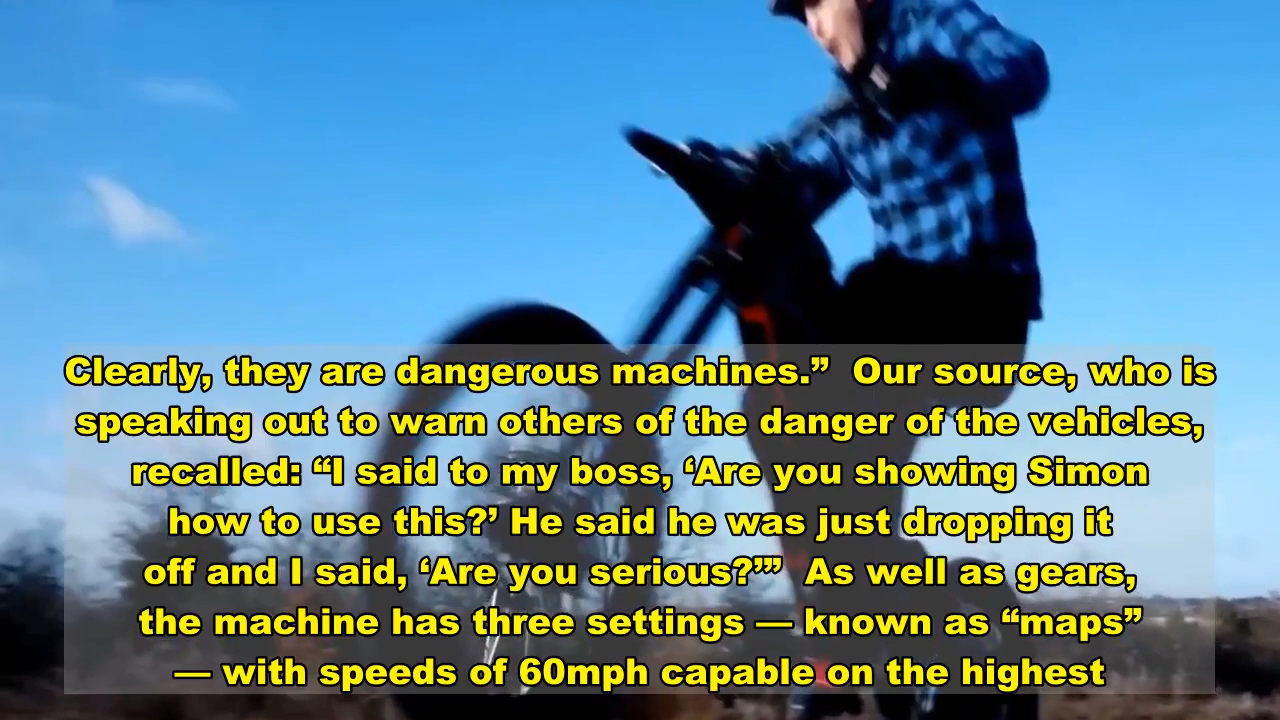 Clearly, they are dangerous machines.”  Our source, who is
speaking out to warn others of the danger of the vehicles,
recalled: “I said to my boss, ‘Are you showing Simon
how to use this?’ He said he was just dropping it
off and I said, ‘Are you serious?’”  As well as gears,
the machine has three settings — known as “maps”
— with speeds of 60mph capable on the highest